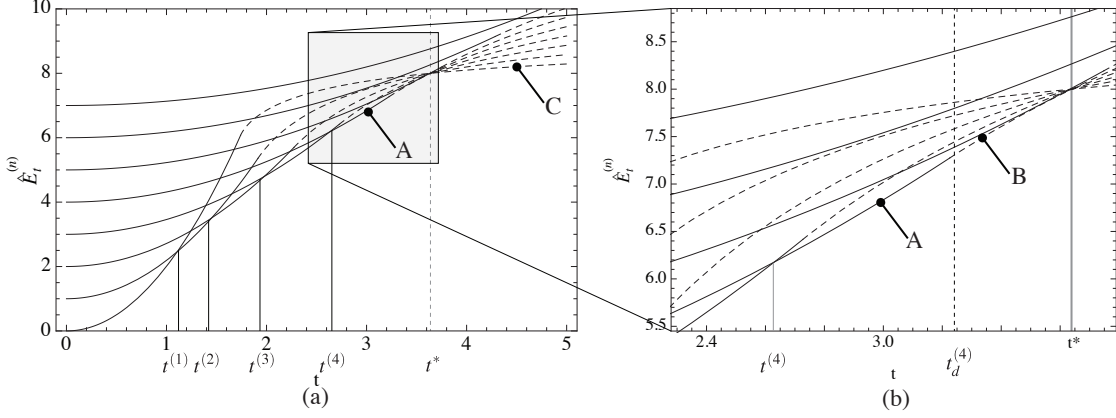 10
8
6
4
2
0
Ê_t^{(n)}
A
C
0 1 2 3 4 5
t^{(1)} t^{(2)} t^{(3)} t^{(4)} t^*
t
(a)
8.5
8.0
7.5
7.0
6.5
6.0
5.5
Ê_t^{(n)}
A
B
2.4 3.0
t^{(4)} t_d^{(4)} t*
t
(b)